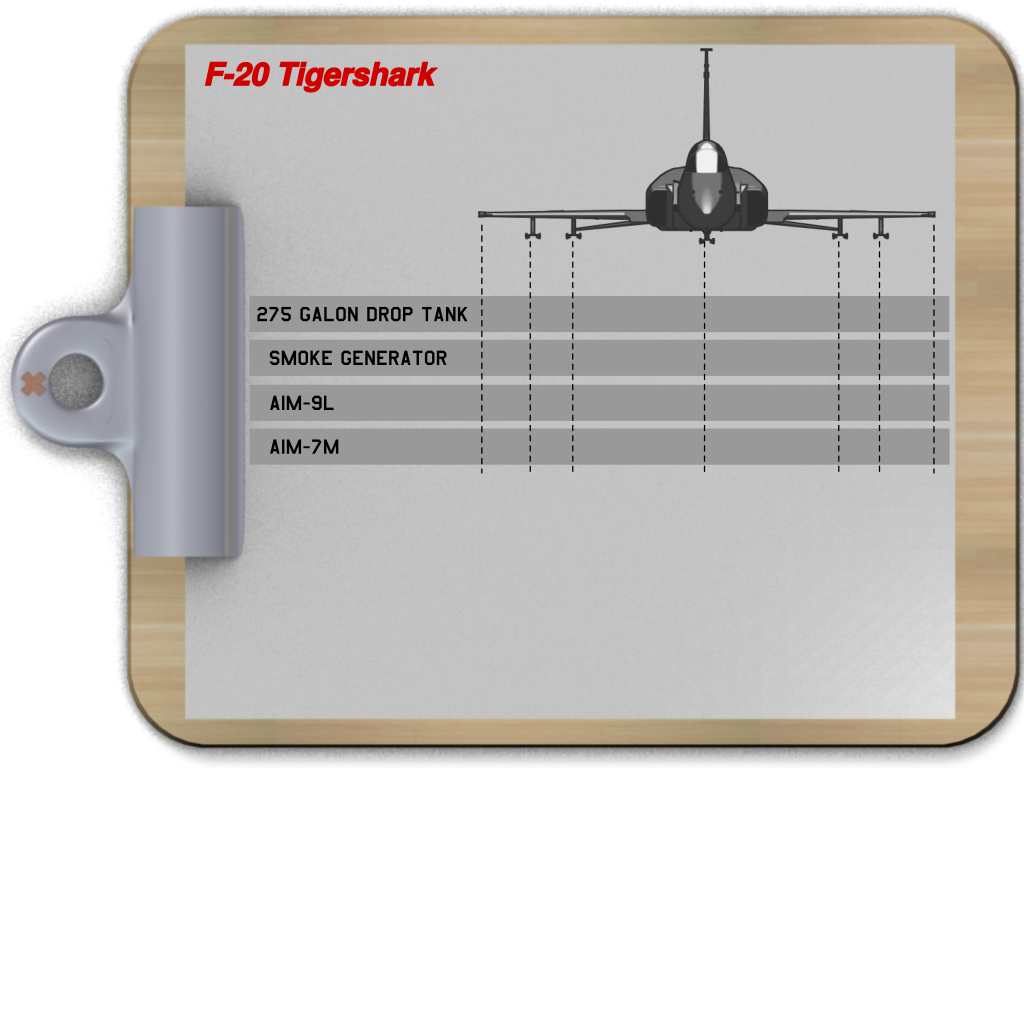 F-20 Tigershark
275 GALON DROP TANK
SMOKE GENERATOR
AIM-9L
AIM-7M